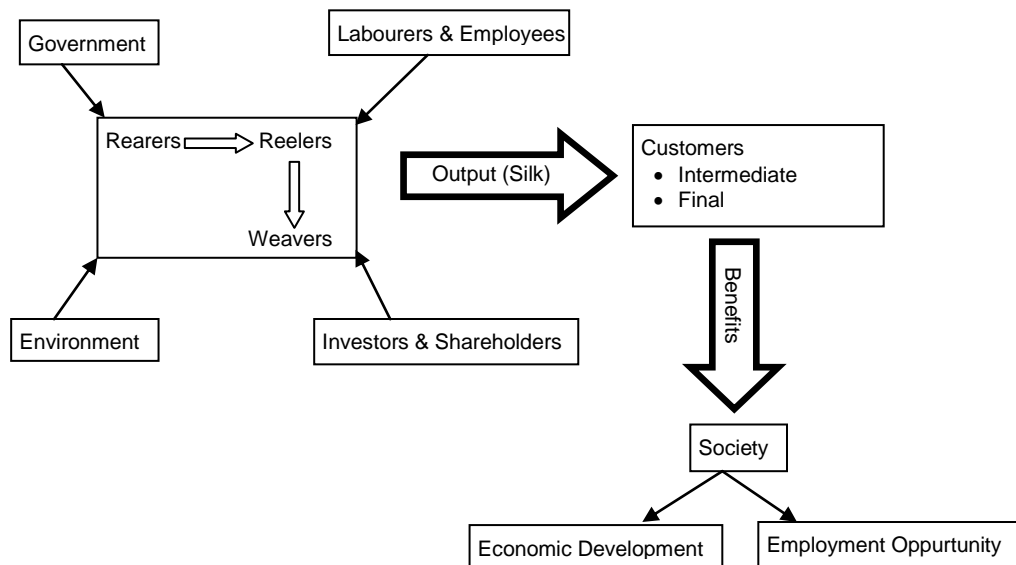 Government
Labourers & Employees
Rearers
Reelers
Weavers
Output (Silk)
Customers
• Intermediate
• Final
Environment
Investors & Shareholders
Benefits
Society
Economic Development
Employment Oppurtunity